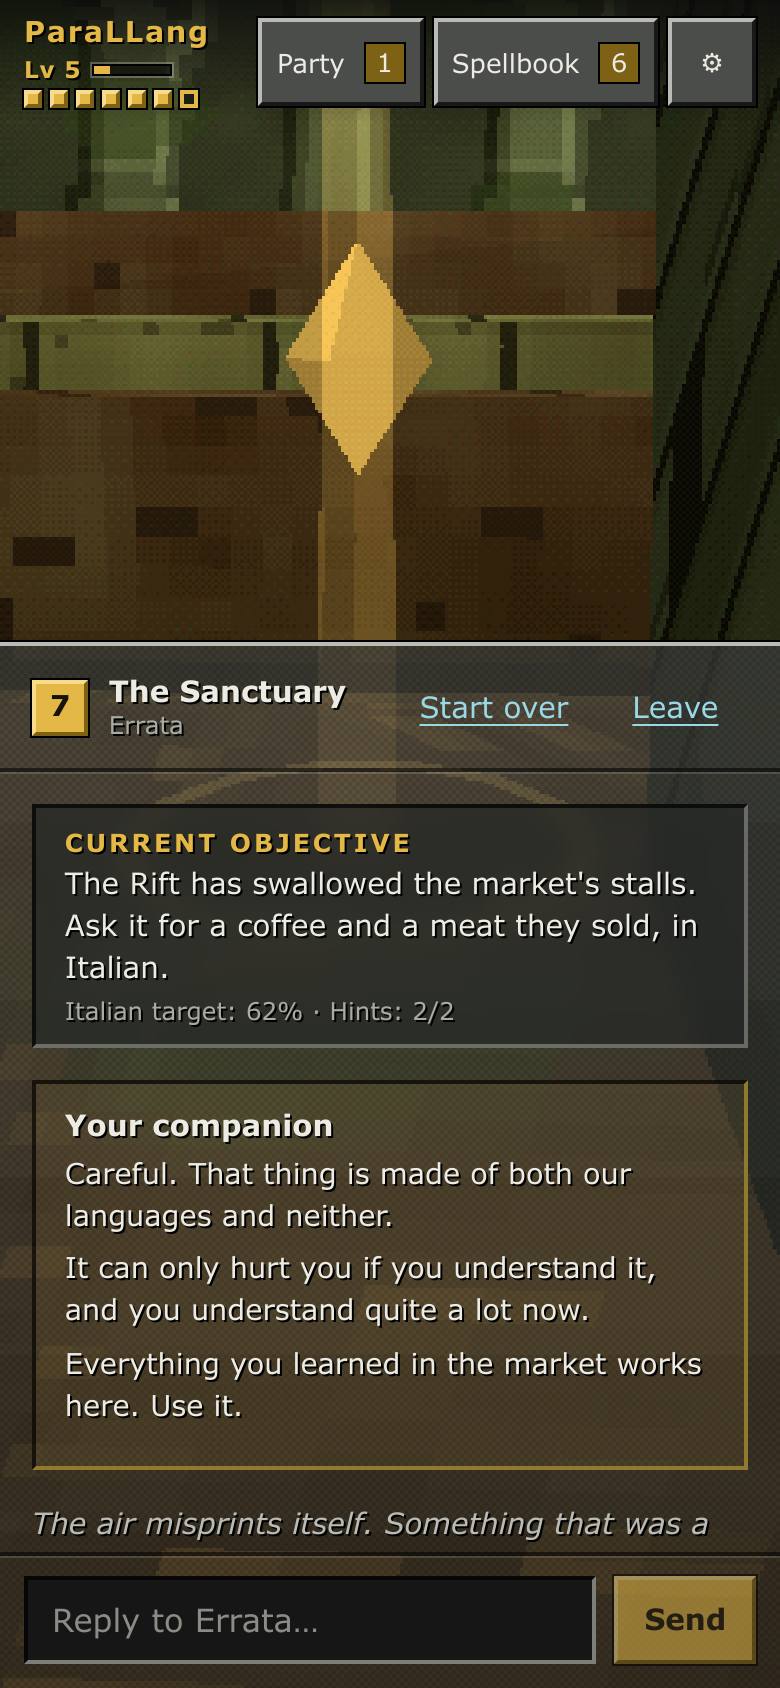 ParaLLang
Lv 5
Party 1
Spellbook 6
⚙
7
The Sanctuary
Errata
Start over
Leave
CURRENT OBJECTIVE
The Rift has swallowed the market's stalls.
Ask it for a coffee and a meat they sold, in
Italian.
Italian target: 62% · Hints: 2/2
Your companion
Careful. That thing is made of both our
languages and neither.
It can only hurt you if you understand it,
and you understand quite a lot now.
Everything you learned in the market works
here. Use it.
The air misprints itself. Something that was a
Reply to Errata…
Send